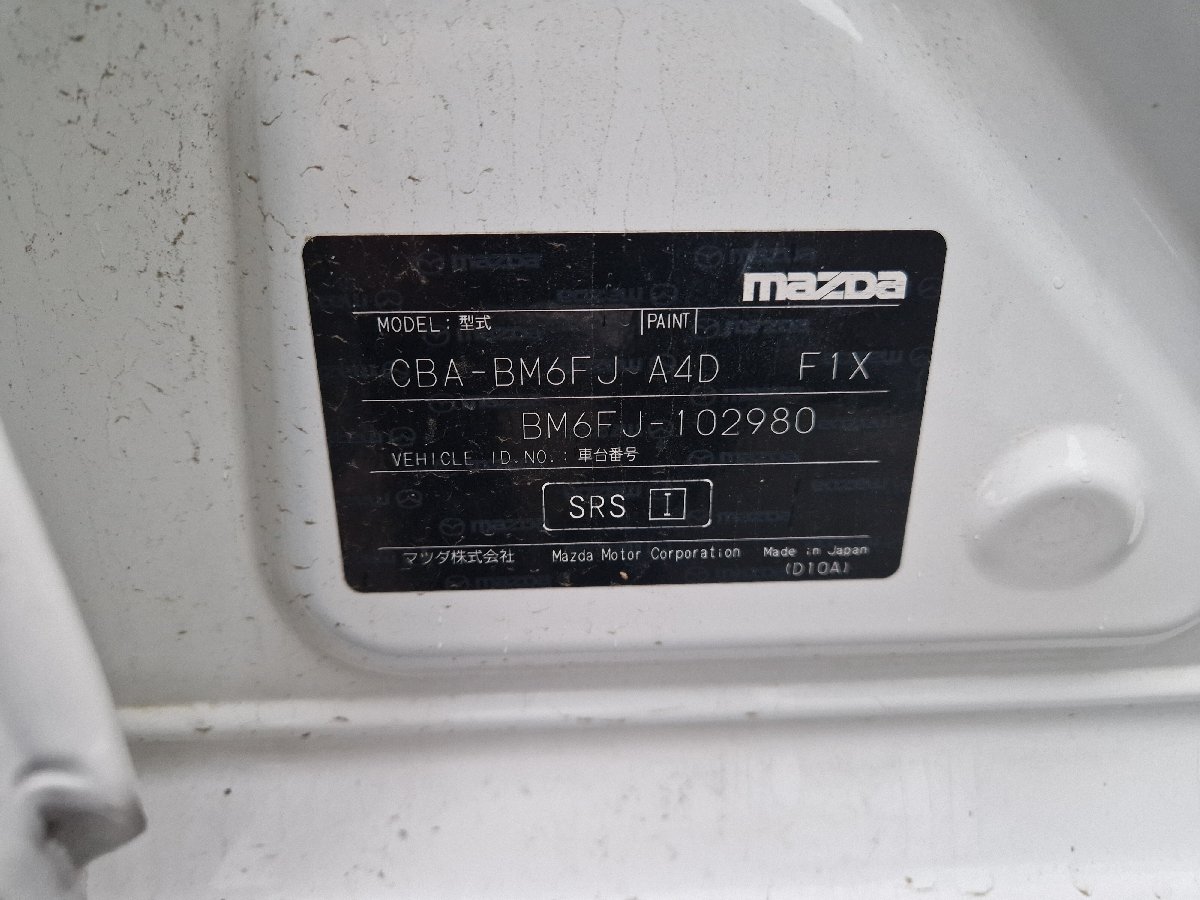 mazda
MODEL : 型式 PAINT
CBA-BM6FJ A4D F1X
BM6FJ-102980
VEHICLE ID.NO.: 車台番号
SRS I
マツダ株式会社 Mazda Motor Corporation Made in Japan
(D10A)